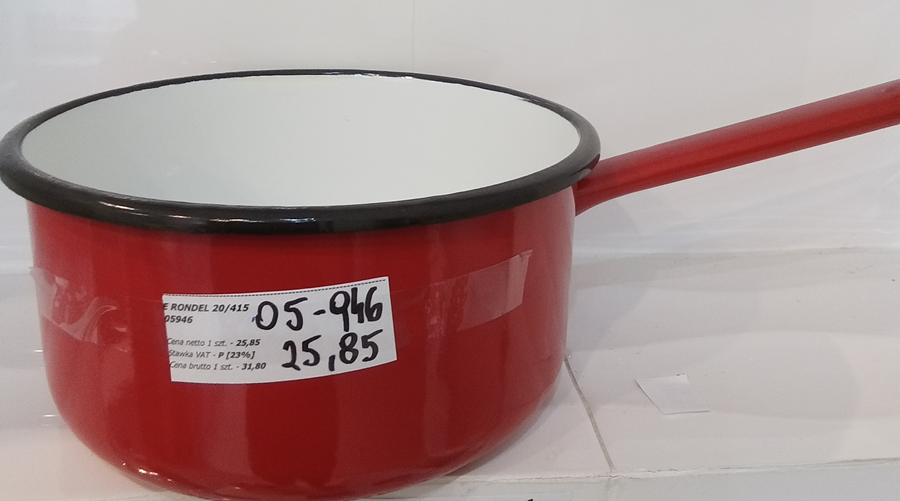 E RONDEL 20/415
05946
05-946
Cena netto 1 szt. - 25,85
Stawka VAT - P [23%]
Cena brutto 1 szt. - 31,80
25,85